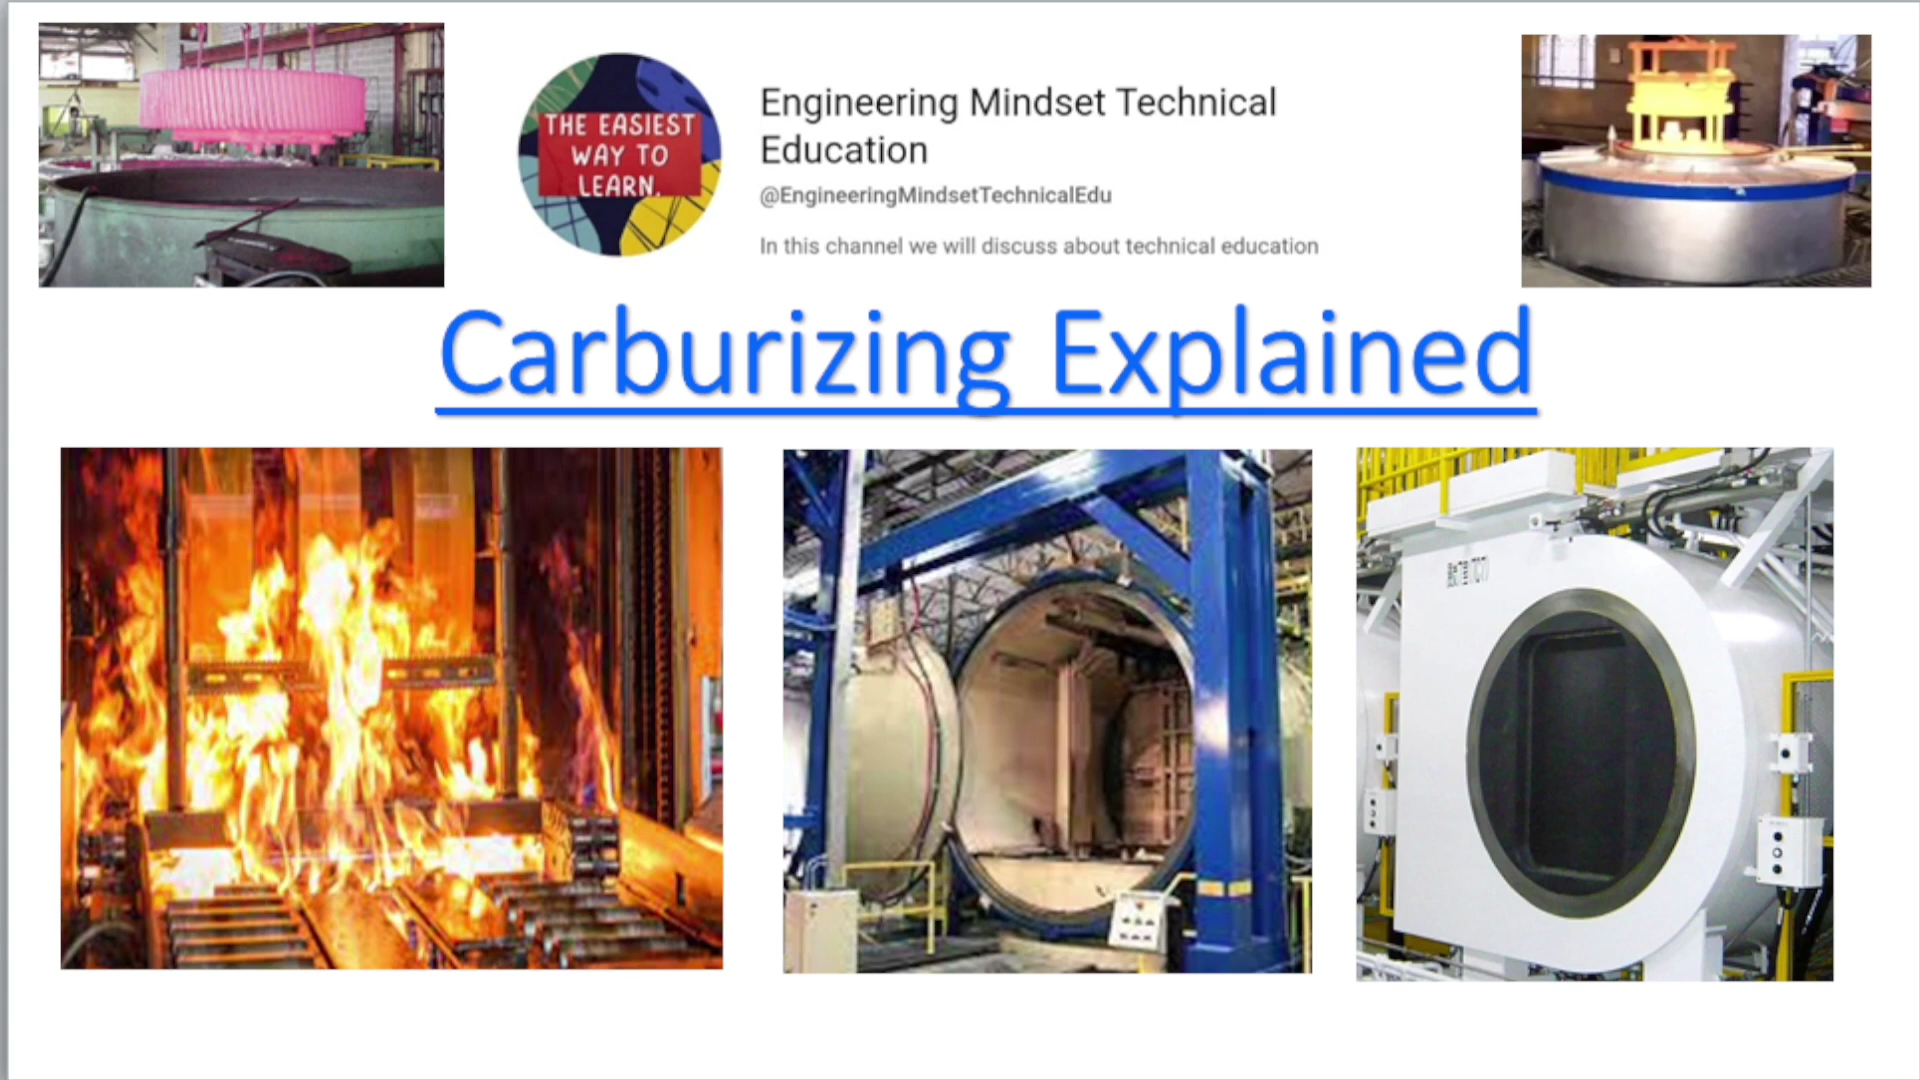 THE EASIEST
WAY TO
LEARN.
Engineering Mindset Technical
Education
@EngineeringMindsetTechnicalEdu
In this channel we will discuss about technical education
Carburizing Explained